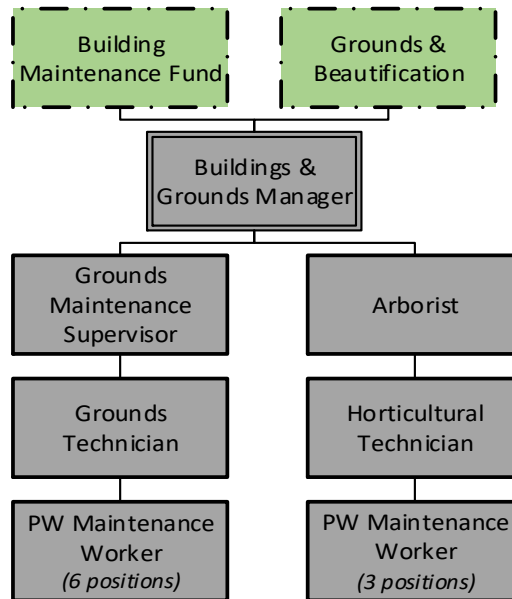 Building
Maintenance Fund
Grounds &
Beautification
Buildings &
Grounds Manager
Grounds
Maintenance
Supervisor
Arborist
Grounds
Technician
Horticultural
Technician
PW Maintenance
Worker
(6 positions)
PW Maintenance
Worker
(3 positions)